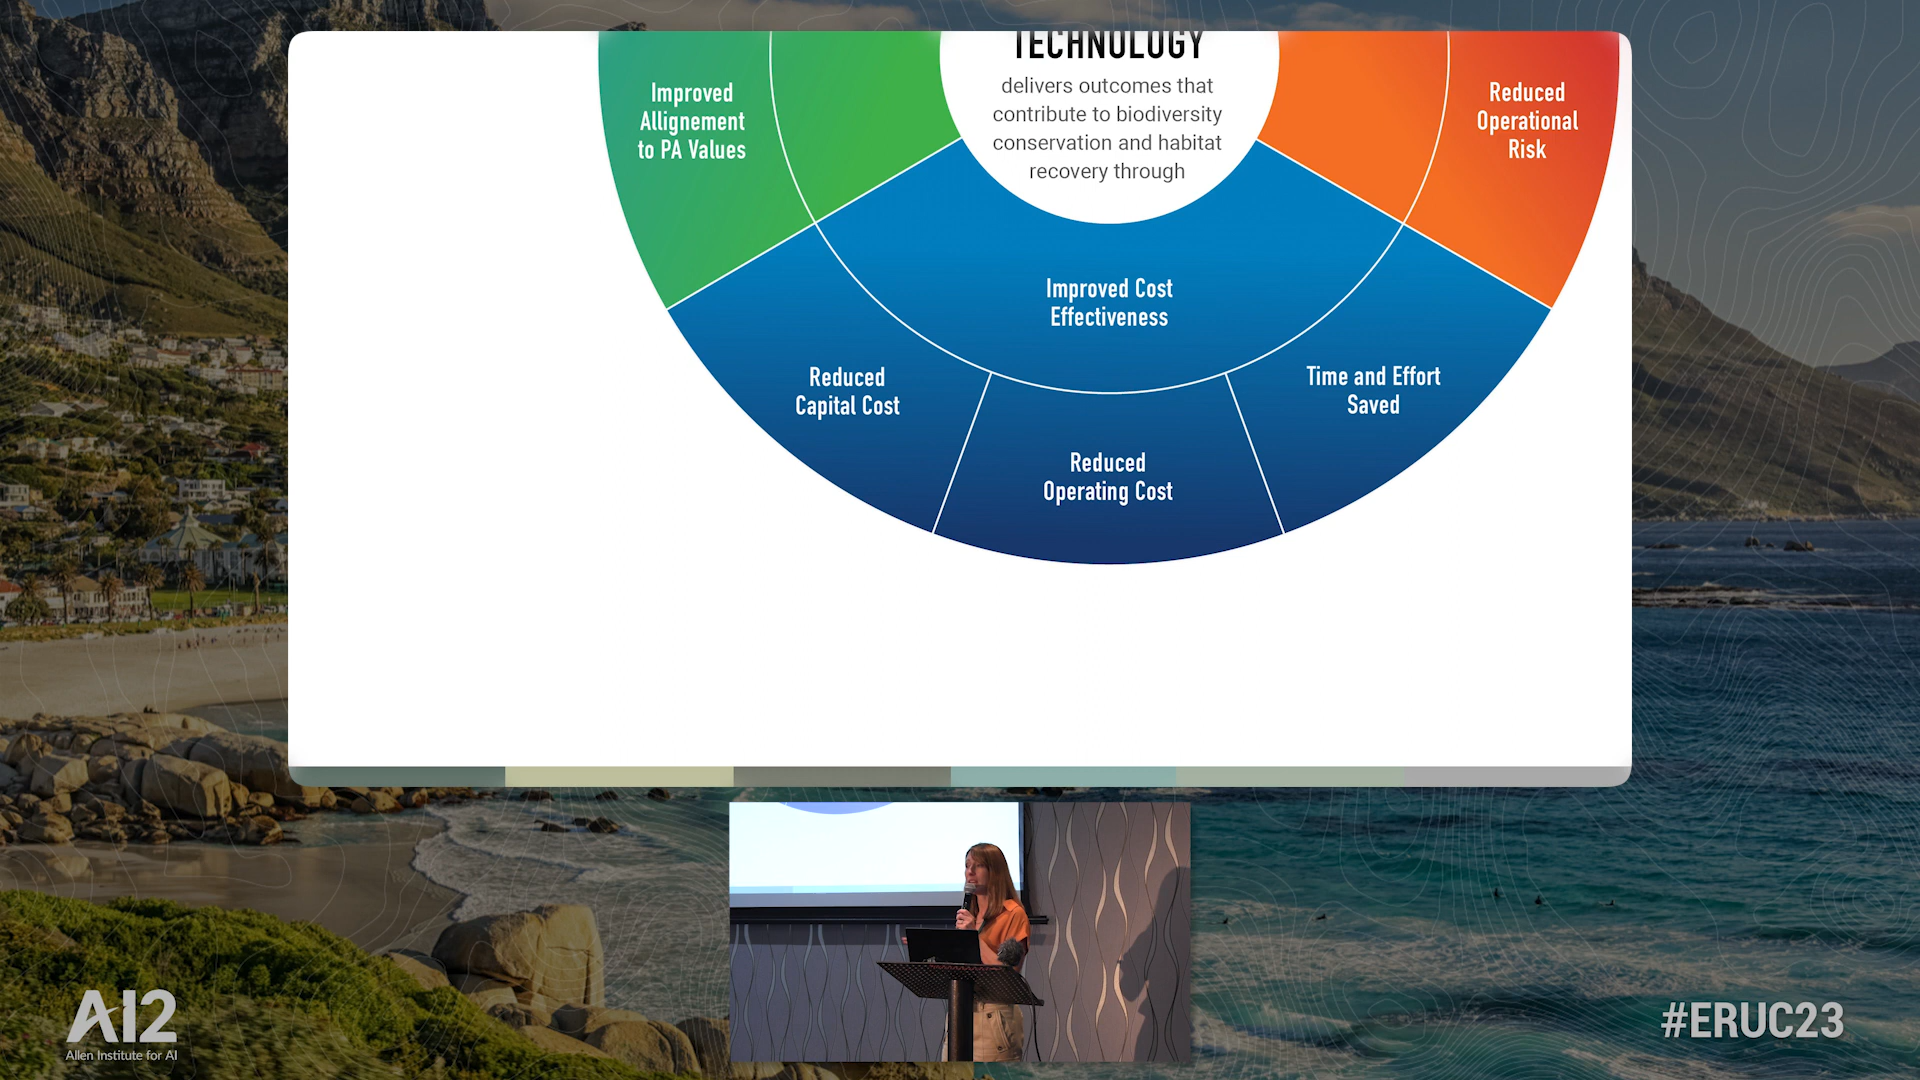 TECHNOLOGY
delivers outcomes that
contribute to biodiversity
conservation and habitat
recovery through
Improved
Allignement
to PA Values
Reduced
Operational
Risk
Improved Cost
Effectiveness
Reduced
Capital Cost
Time and Effort
Saved
Reduced
Operating Cost
AI2
Allen Institute for AI
#ERUC23